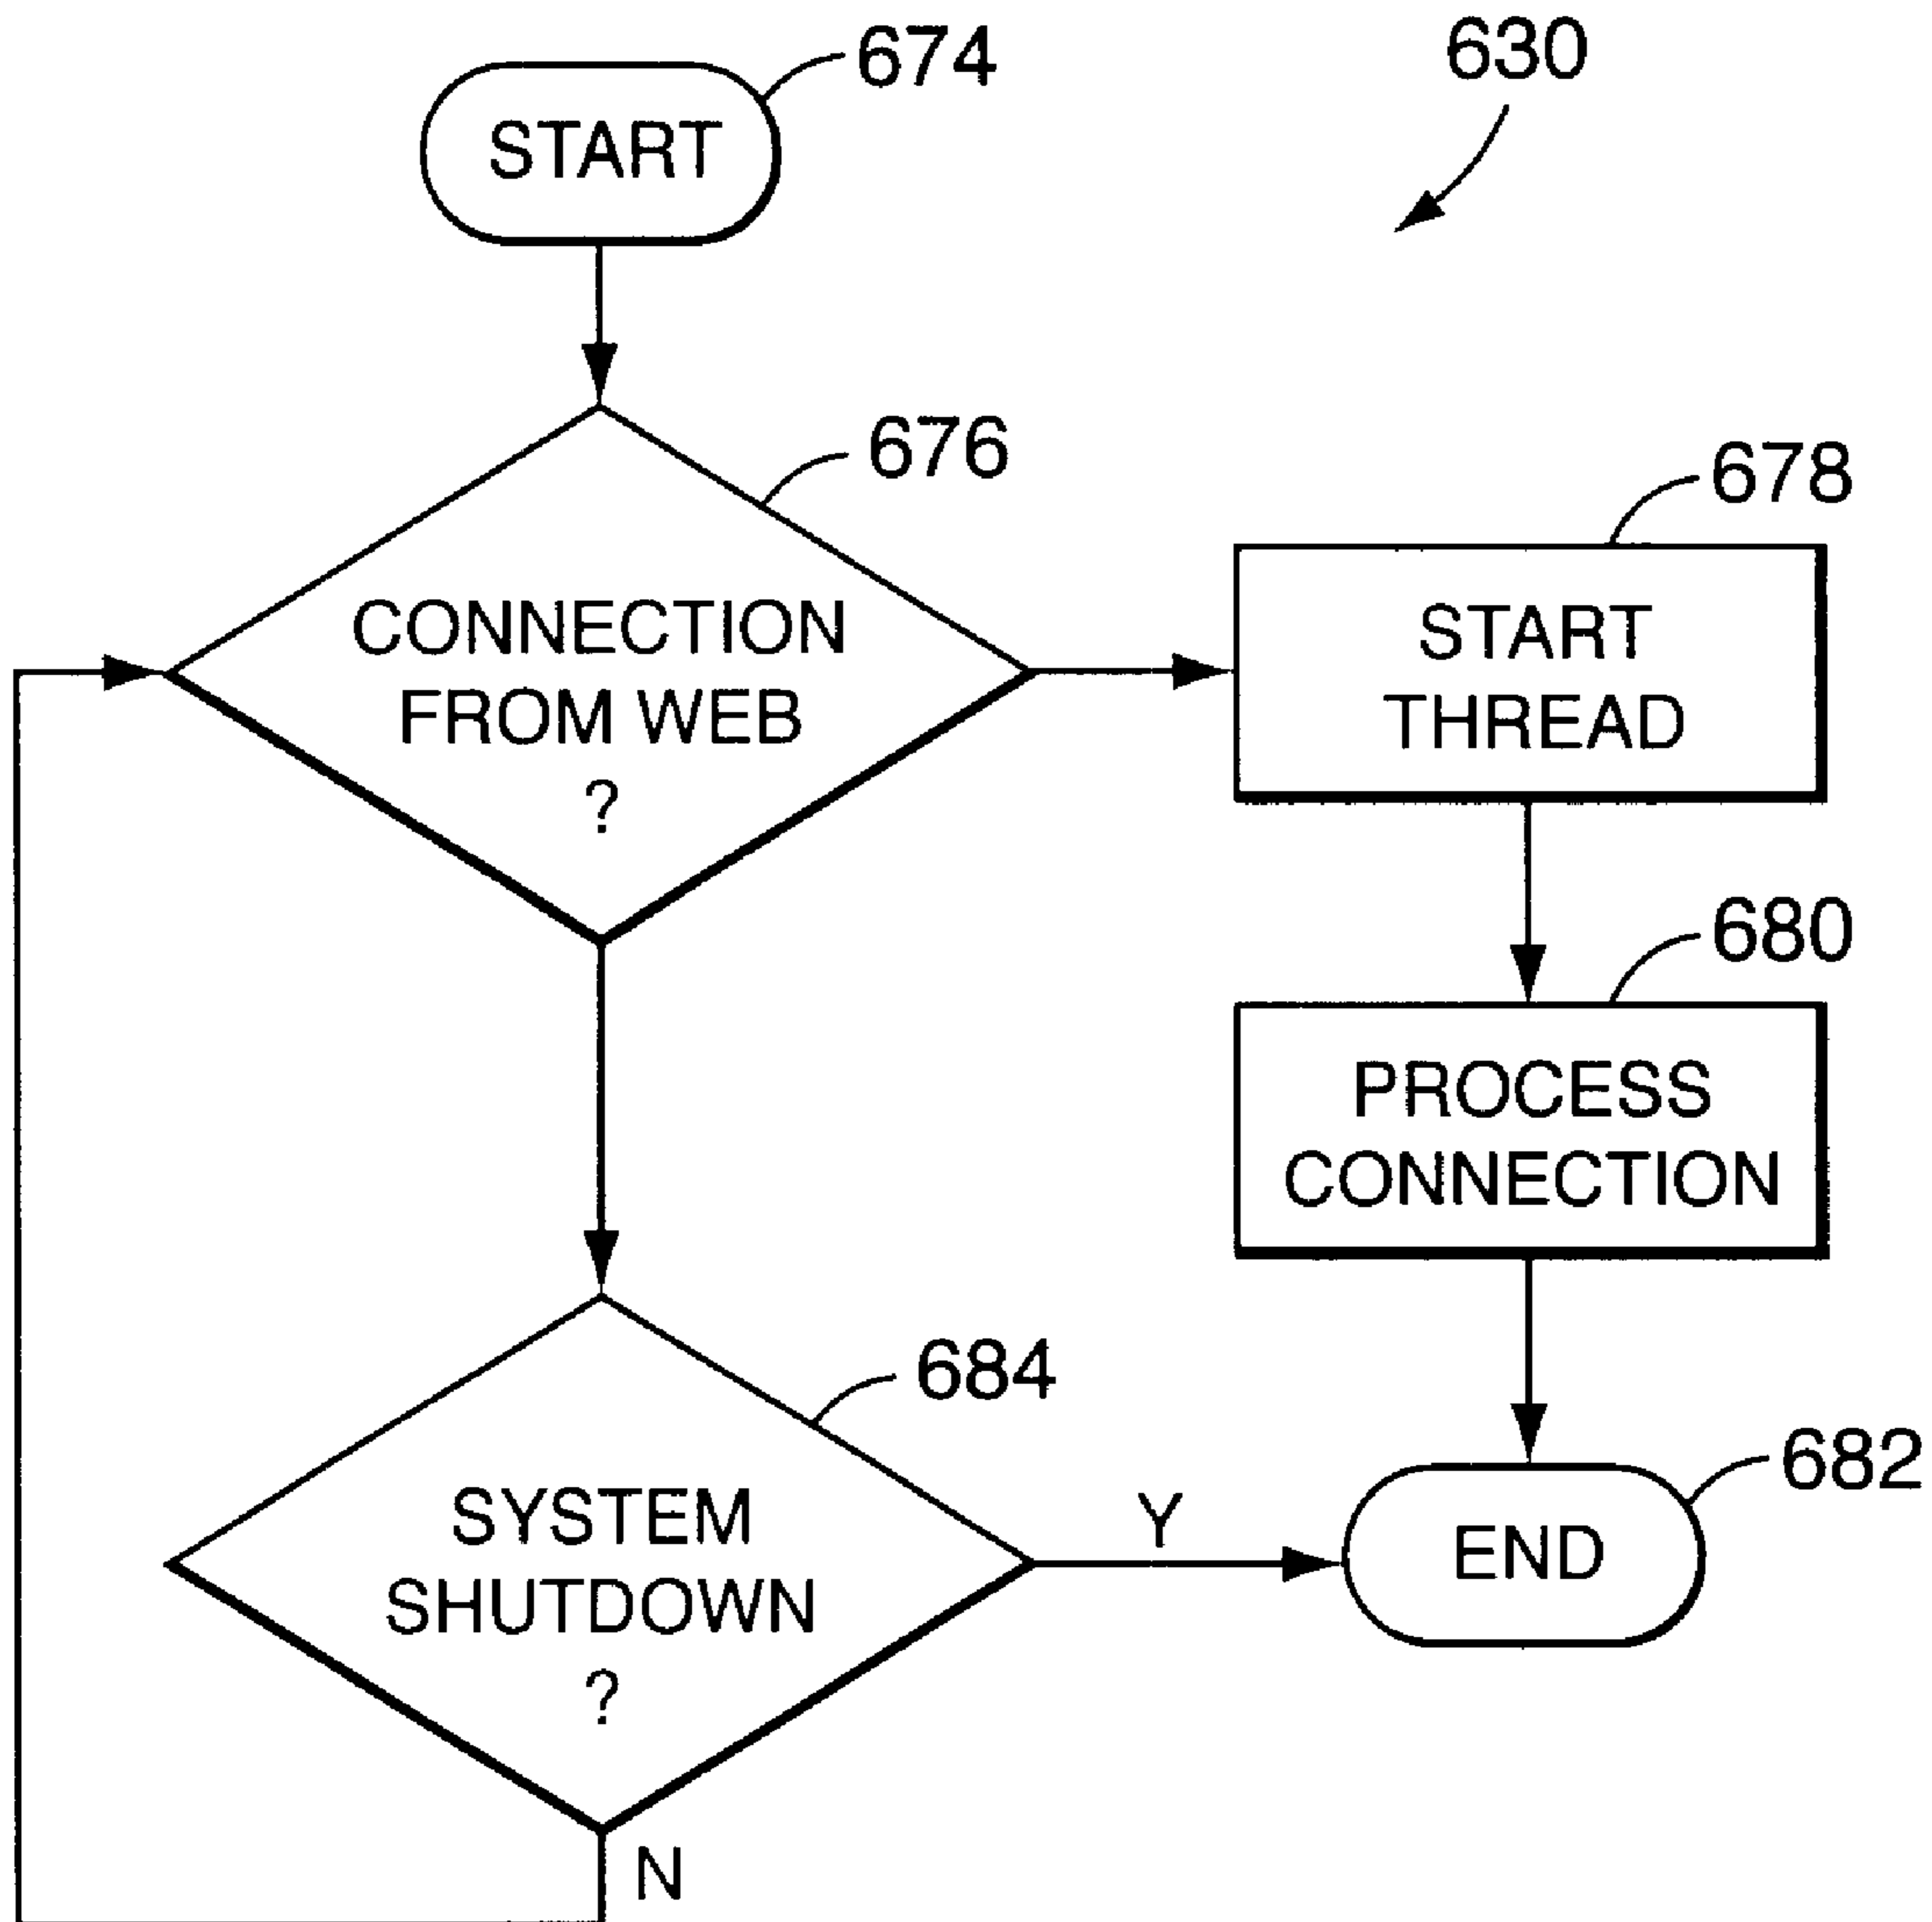 674
630
START
676
CONNECTION
FROM WEB
?
678
START
THREAD
680
PROCESS
CONNECTION
684
SYSTEM
SHUTDOWN
?
Y
682
END
N